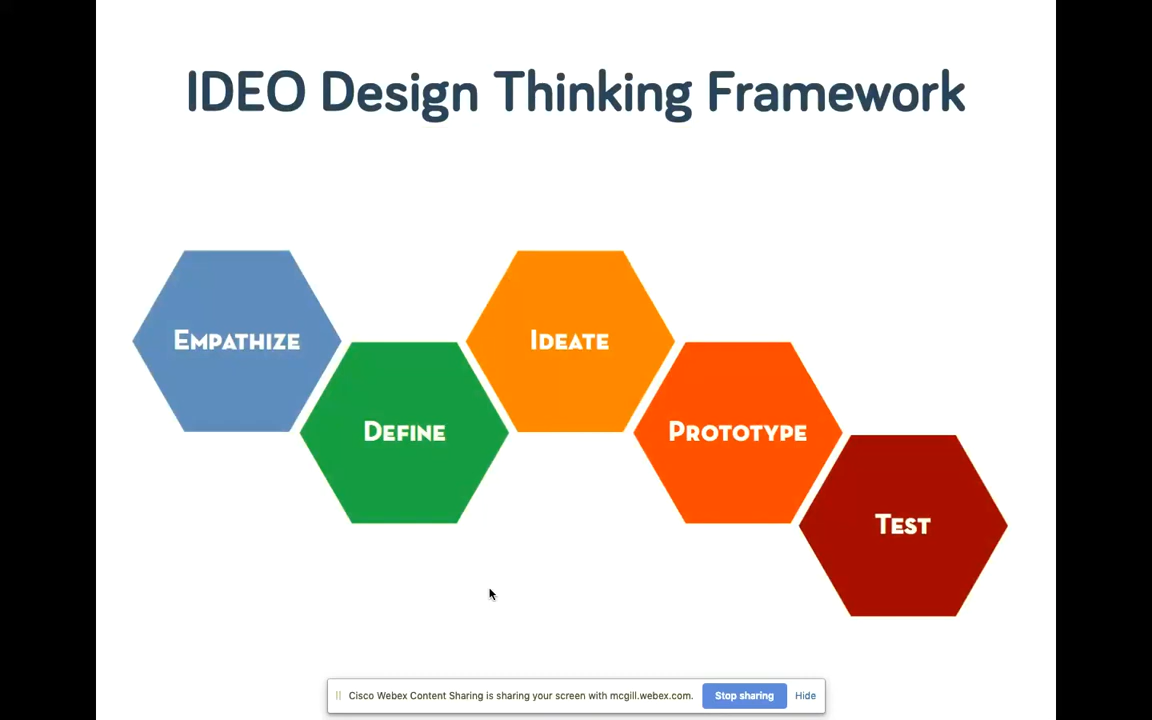 IDEO Design Thinking Framework
Empathize
Define
Ideate
Prototype
Test
Cisco Webex Content Sharing is sharing your screen with mcgill.webex.com.
Stop sharing
Hide